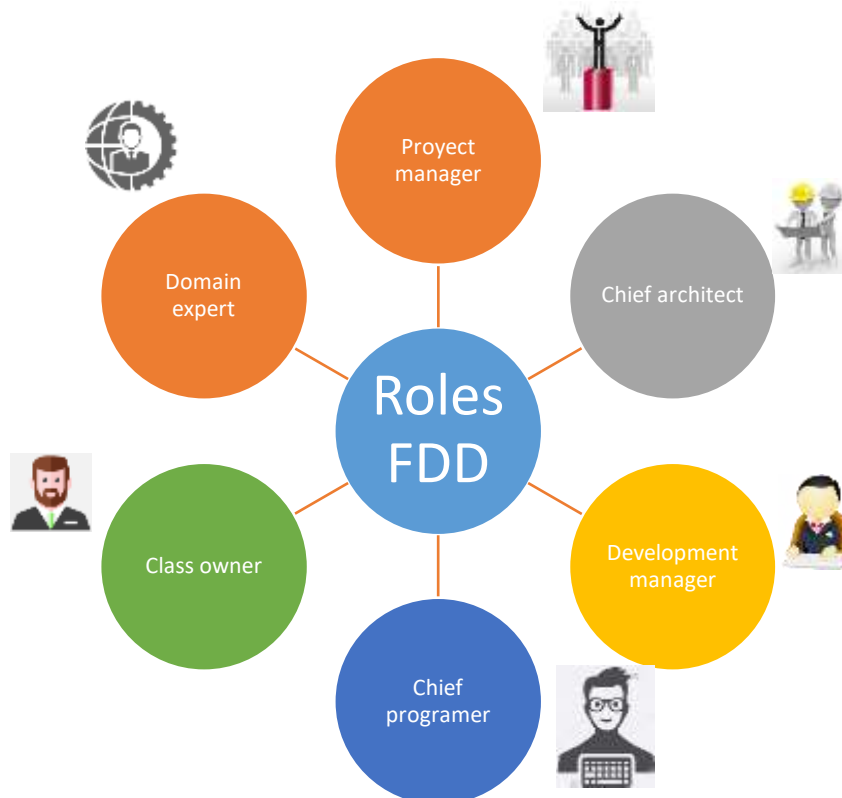 Proyect
manager
Chief architect
Development
manager
Chief
programer
Class owner
Domain
expert
Roles
FDD